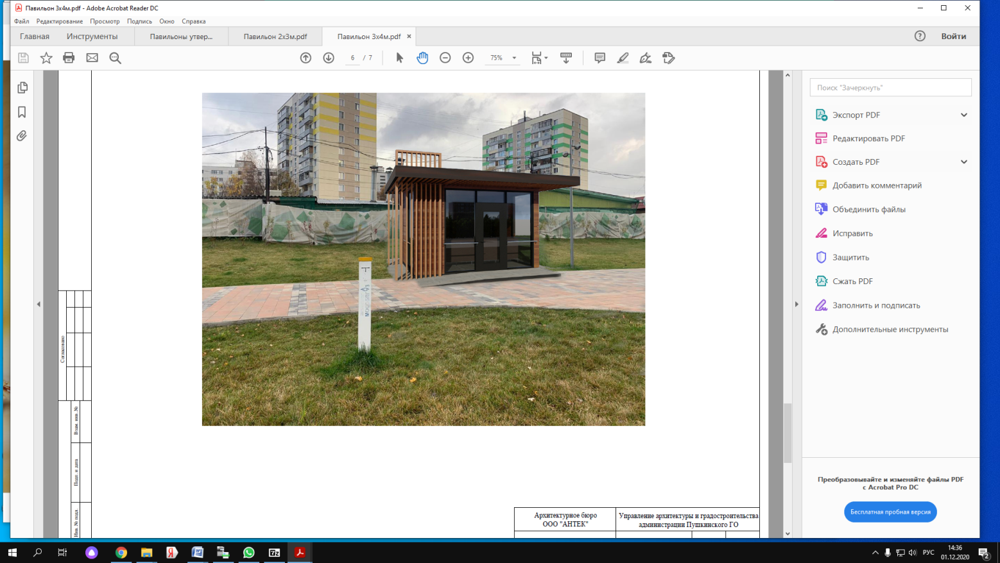 Павильон 3х4м.pdf - Adobe Acrobat Reader DC
Файл Редактирование Просмотр Подпись Окно Справка
Главная Инструменты Павильоны утвер... Павильон 2х3м.pdf Павильон 3х4м.pdf × ? Войти
6 / 7 75%
Поиск "Зачеркнуть"
Экспорт PDF
Редактировать PDF
Создать PDF
Добавить комментарий
Объединить файлы
Исправить
Защитить
Сжать PDF
Заполнить и подписать
Дополнительные инструменты
Преобразовывайте и изменяйте файлы PDF
с Acrobat Pro DC
Бесплатная пробная версия
Согласовано
Взам. инв. №
Подп. и дата
Инв. № подл.
Архитектурное бюро
ООО "АНТЕК"
Управление архитектуры и градостроительства
администрации Пушкинского ГО
РУС
14:36
01.12.2020
2